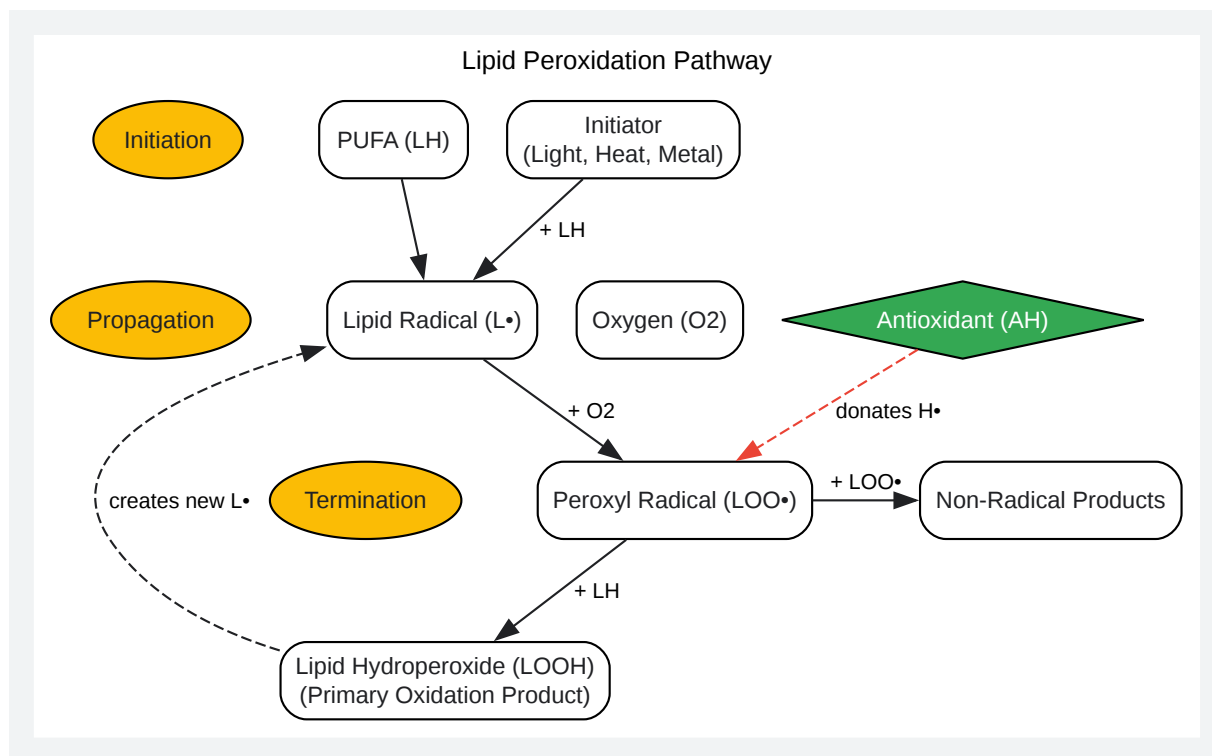 Lipid Peroxidation Pathway
Initiation
PUFA (LH)
Initiator
(Light, Heat, Metal)
+ LH
Propagation
Lipid Radical (L•)
Oxygen (O2)
Antioxidant (AH)
+ O2
donates H•
creates new L•
Termination
Peroxyl Radical (LOO•)
+ LOO•
Non-Radical Products
+ LH
Lipid Hydroperoxide (LOOH)
(Primary Oxidation Product)